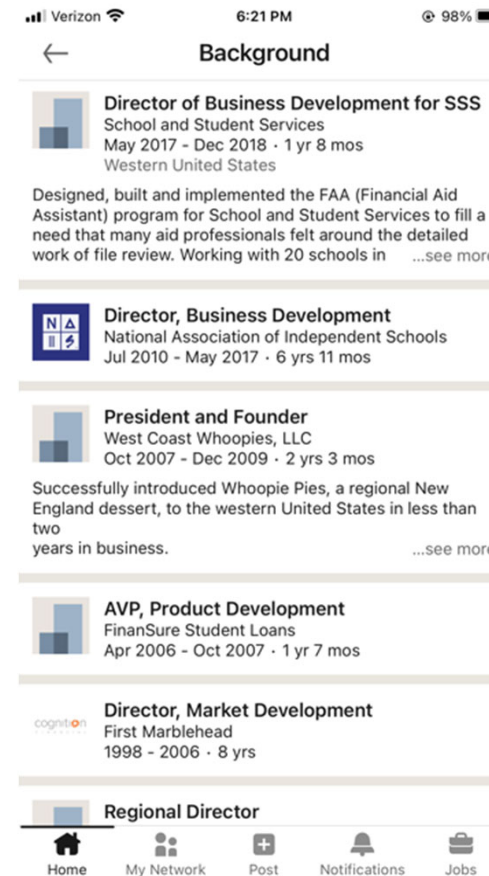 Verizon 6:21 PM 98%
Background
Director of Business Development for SSS
School and Student Services
May 2017 - Dec 2018 · 1 yr 8 mos
Western United States
Designed, built and implemented the FAA (Financial Aid
Assistant) program for School and Student Services to fill a
need that many aid professionals felt around the detailed
work of file review. Working with 20 schools in ...see more
NAIS
Director, Business Development
National Association of Independent Schools
Jul 2010 - May 2017 · 6 yrs 11 mos
President and Founder
West Coast Whoopies, LLC
Oct 2007 - Dec 2009 · 2 yrs 3 mos
Successfully introduced Whoopie Pies, a regional New
England dessert, to the western United States in less than
two
years in business. ...see more
AVP, Product Development
FinanSure Student Loans
Apr 2006 - Oct 2007 · 1 yr 7 mos
cognition
Director, Market Development
First Marblehead
1998 - 2006 · 8 yrs
Regional Director
Home My Network Post Notifications Jobs